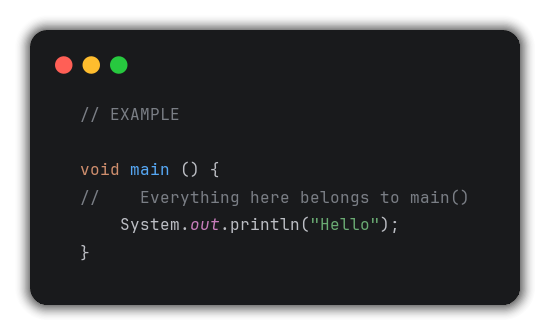 // EXAMPLE
void main () {
//    Everything here belongs to main()
    System.out.println("Hello");
}